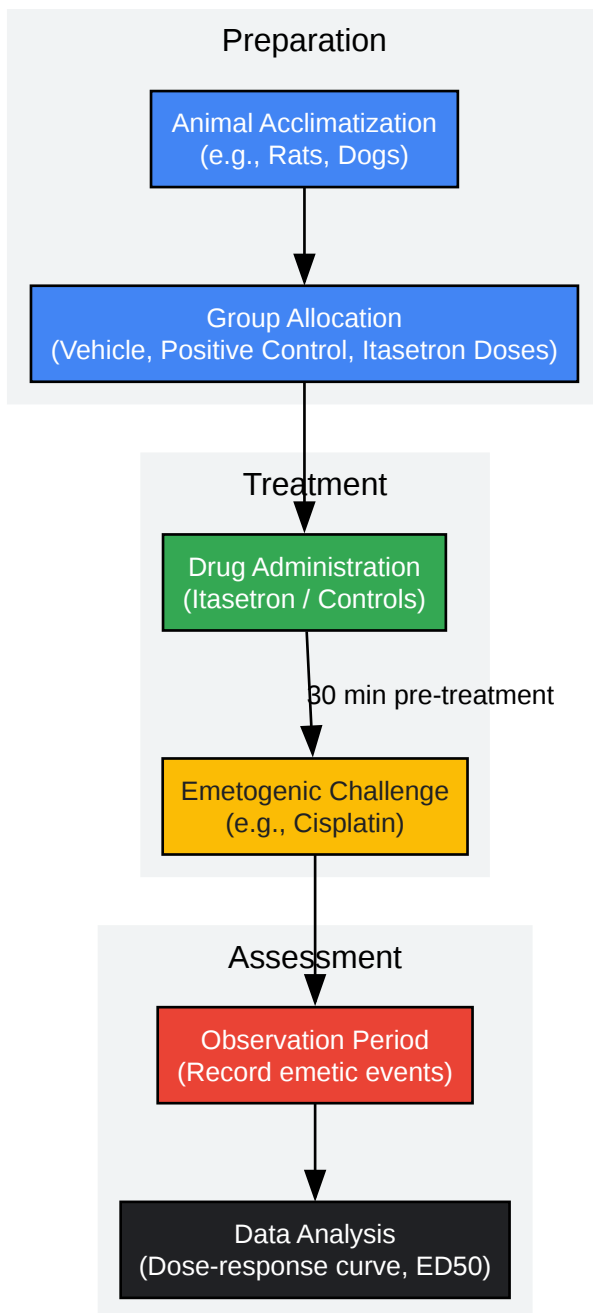 Preparation
Animal Acclimatization
(e.g., Rats, Dogs)
Group Allocation
(Vehicle, Positive Control, Itasetron Doses)
Treatment
Drug Administration
(Itasetron / Controls)
30 min pre-treatment
Emetogenic Challenge
(e.g., Cisplatin)
Assessment
Observation Period
(Record emetic events)
Data Analysis
(Dose-response curve, ED50)